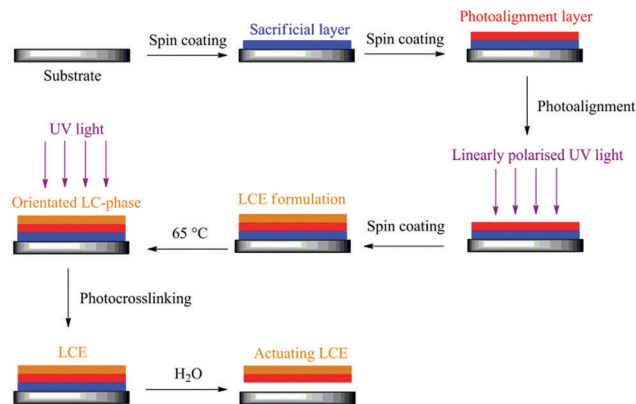 Substrate
Spin coating
Sacrificial layer
Spin coating
Photoalignment layer
Photoalignment
Linearly polarised UV light
Spin coating
LCE formulation
65 °C
UV light
Orientated LC-phase
Photocrosslinking
LCE
H₂O
Actuating LCE